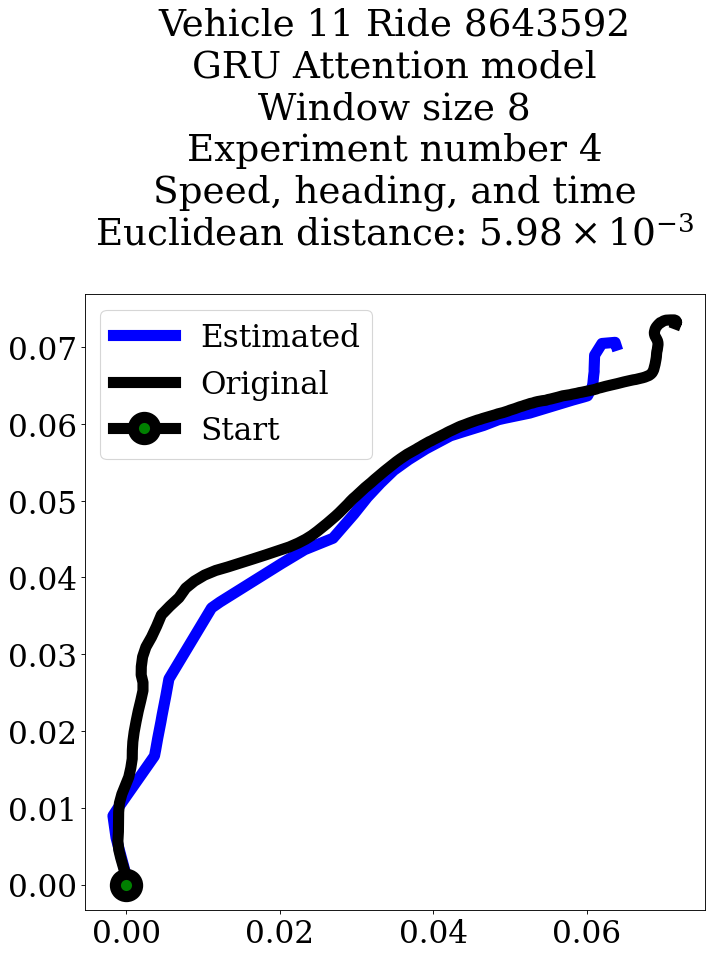 Vehicle 11 Ride 8643592
GRU Attention model
Window size 8
Experiment number 4
Speed, heading, and time
Euclidean distance: 5.98 × 10⁻³
Estimated
Original
Start
0.07
0.06
0.05
0.04
0.03
0.02
0.01
0.00
0.00 0.02 0.04 0.06